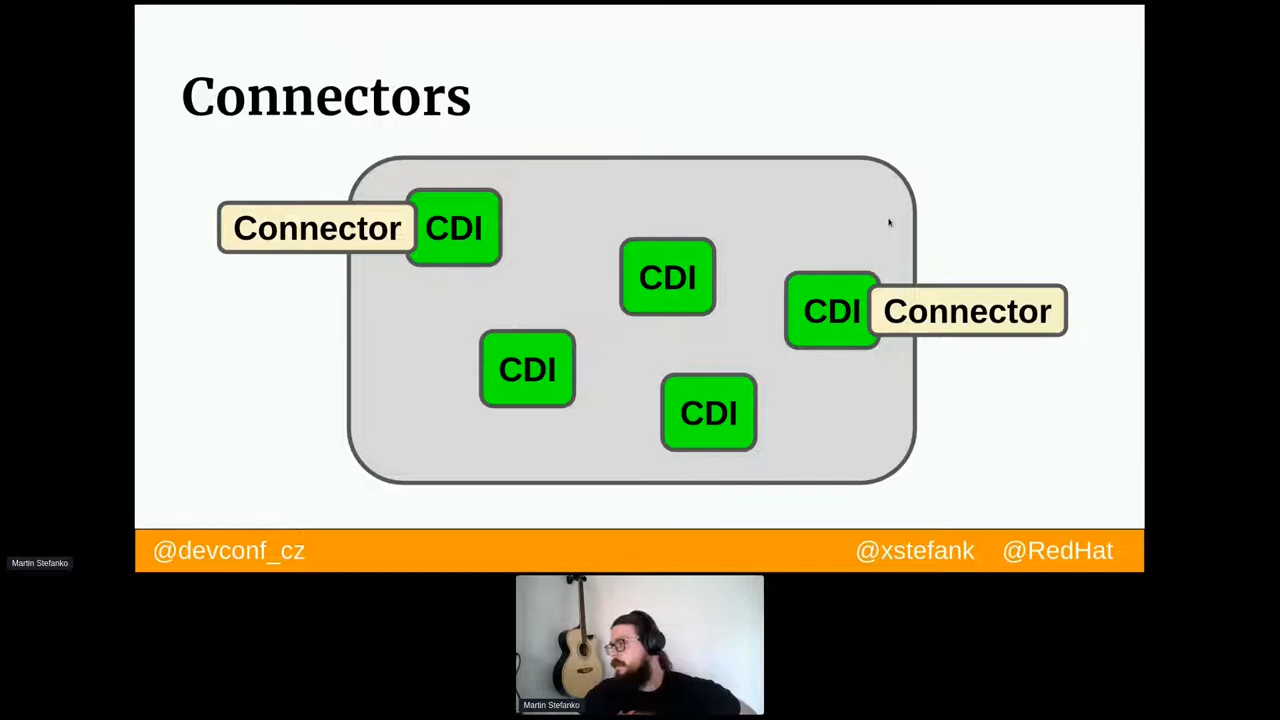 Connectors
Connector
CDI
CDI
CDI
Connector
CDI
CDI
@devconf_cz
@xstefank @RedHat
Martin Stefanko
Martin Stefanko